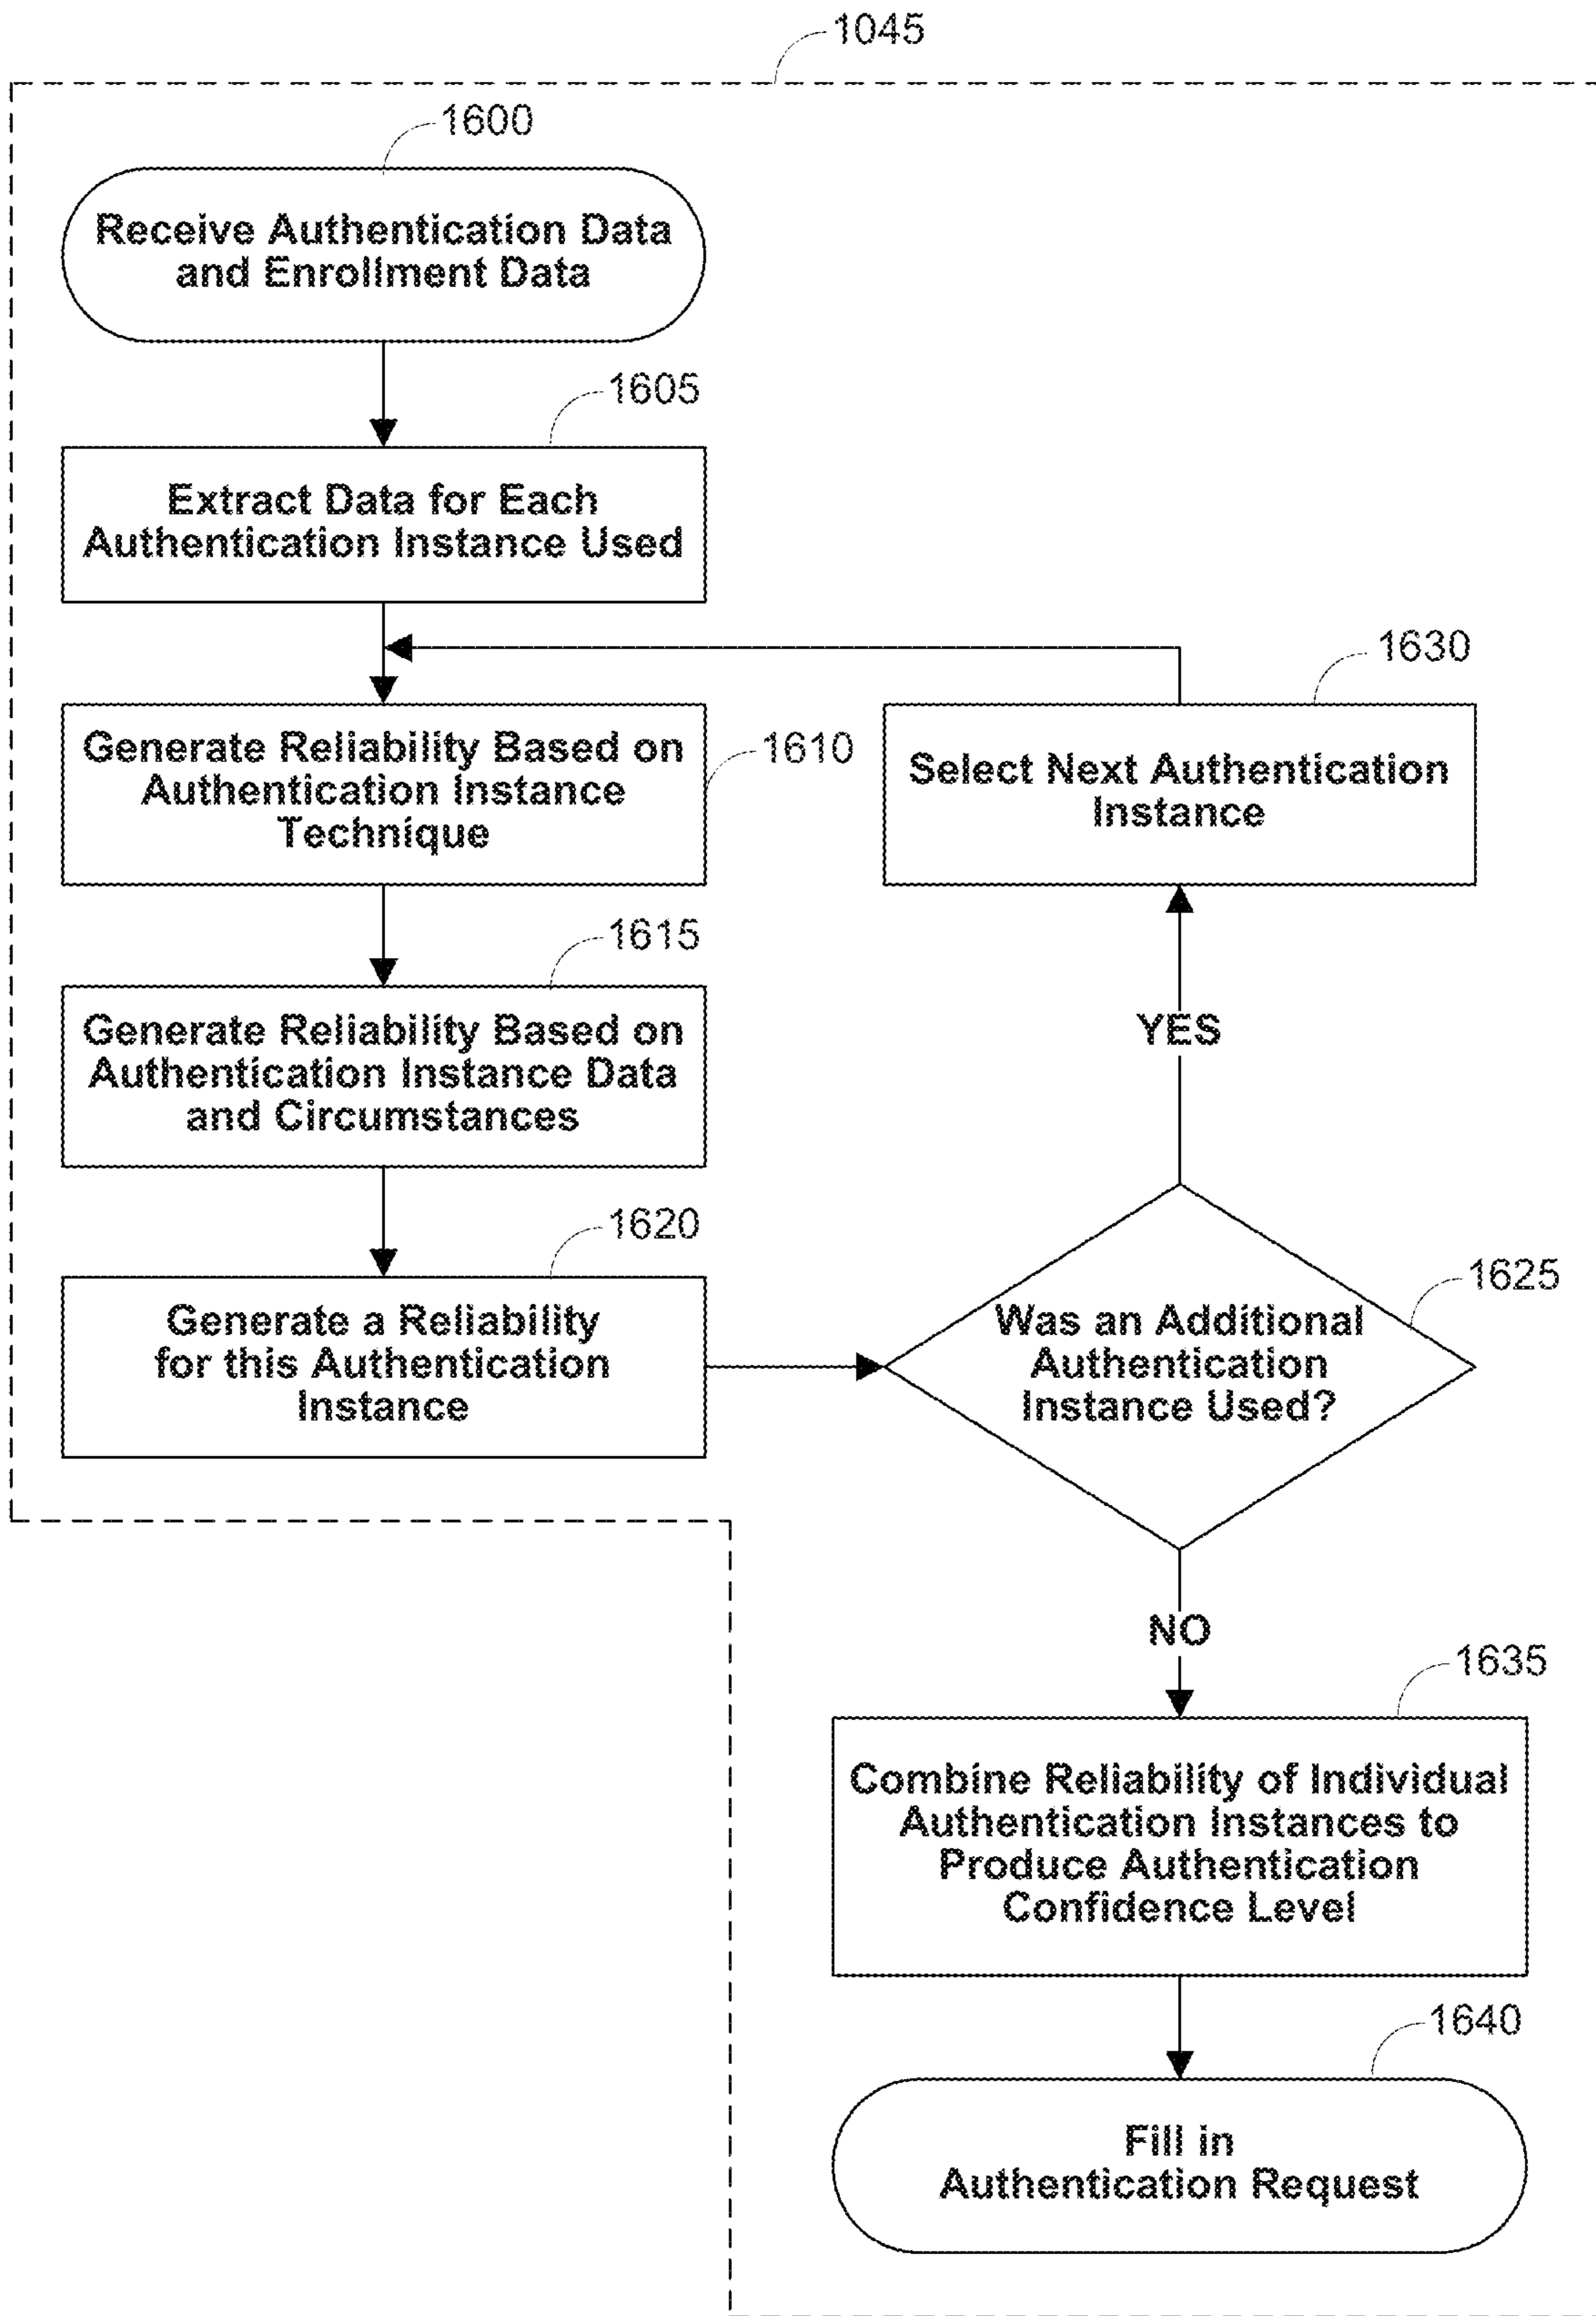 1045
1600
Receive Authentication Data
and Enrollment Data
1605
Extract Data for Each
Authentication Instance Used
1610
Generate Reliability Based on
Authentication Instance
Technique
1615
Generate Reliability Based on
Authentication Instance Data
and Circumstances
1620
Generate a Reliability
for this Authentication
Instance
1625
Was an Additional
Authentication
Instance Used?
YES
1630
Select Next Authentication
Instance
NO
1635
Combine Reliability of Individual
Authentication Instances to
Produce Authentication
Confidence Level
1640
Fill in
Authentication Request